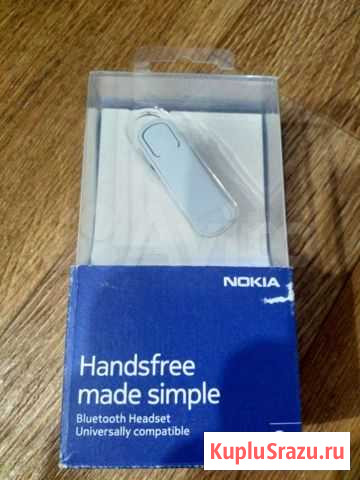 NOKIA
Handsfree
made simple
Bluetooth Headset
Universally compatible
KupluSrazu.ru